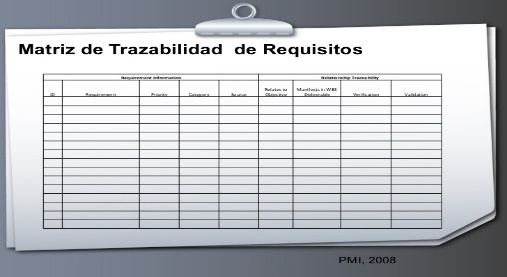 Matriz de Trazabilidad de Requisitos
Requirement Information Relationship Traceability
ID Requirement Priority Category Source Relates to Objective Manifests in WBS Deliverable Verification Validation
PMI, 2008